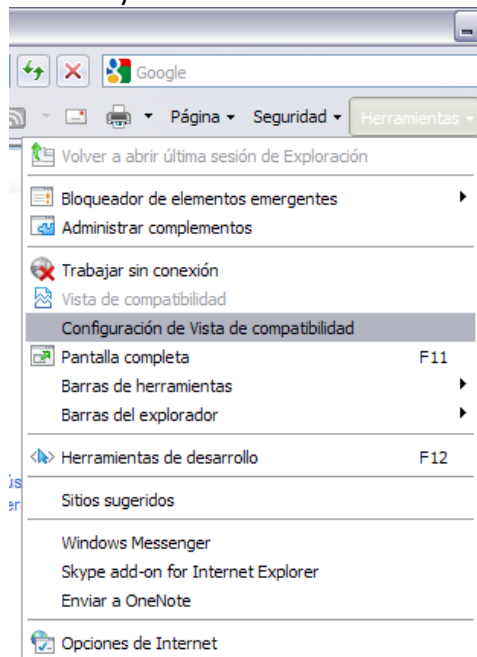 Google
Página Seguridad Herramientas
Volver a abrir última sesión de Exploración
Bloqueador de elementos emergentes
Administrar complementos
Trabajar sin conexión
Vista de compatibilidad
Configuración de Vista de compatibilidad
Pantalla completa F11
Barras de herramientas
Barras del explorador
Herramientas de desarrollo F12
Sitios sugeridos
Windows Messenger
Skype add-on for Internet Explorer
Enviar a OneNote
Opciones de Internet